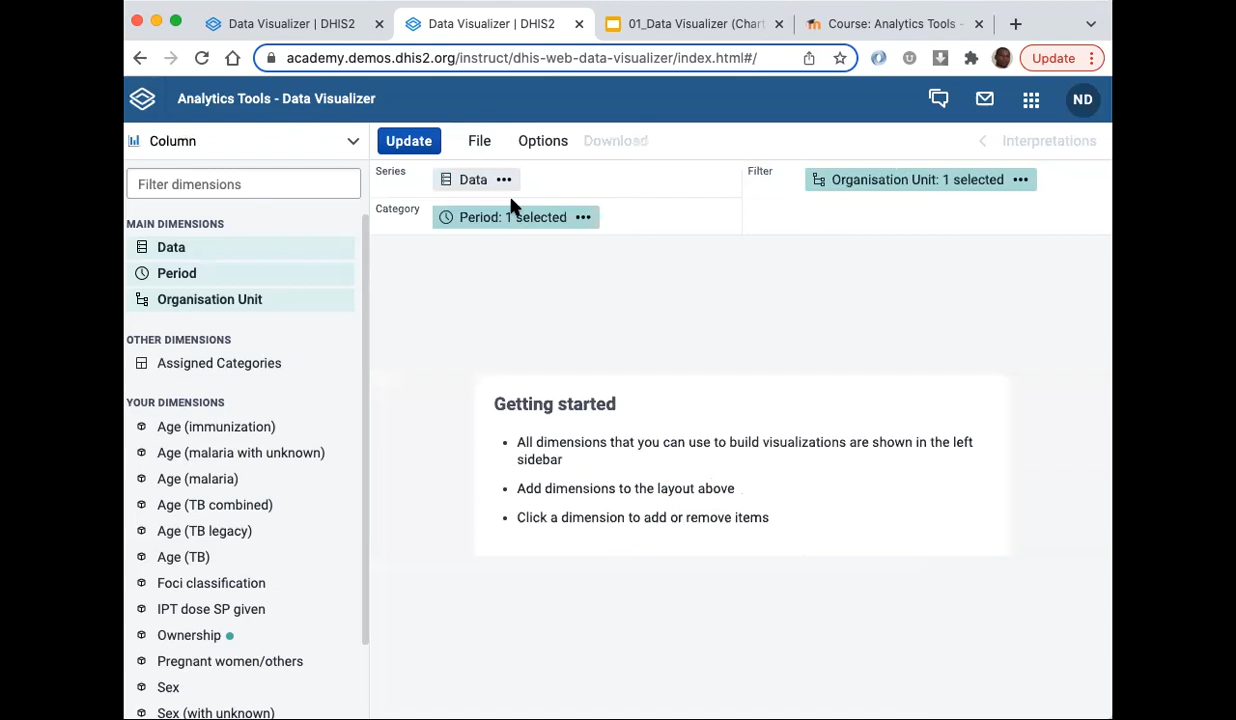 Data Visualizer | DHIS2
Data Visualizer | DHIS2
01_Data Visualizer (Chart
Course: Analytics Tools -
academy.demos.dhis2.org/instruct/dhis-web-data-visualizer/index.html#/
Update
Analytics Tools - Data Visualizer
ND
Column
Update
File
Options
Download
Interpretations
Filter dimensions
Series
Data
Filter
Organisation Unit: 1 selected
Category
Period: 1 selected
MAIN DIMENSIONS
Data
Period
Organisation Unit
OTHER DIMENSIONS
Assigned Categories
YOUR DIMENSIONS
Age (immunization)
Age (malaria with unknown)
Age (malaria)
Age (TB combined)
Age (TB legacy)
Age (TB)
Foci classification
IPT dose SP given
Ownership
Pregnant women/others
Sex
Sex (with unknown)
Getting started
• All dimensions that you can use to build visualizations are shown in the left
sidebar
• Add dimensions to the layout above
• Click a dimension to add or remove items